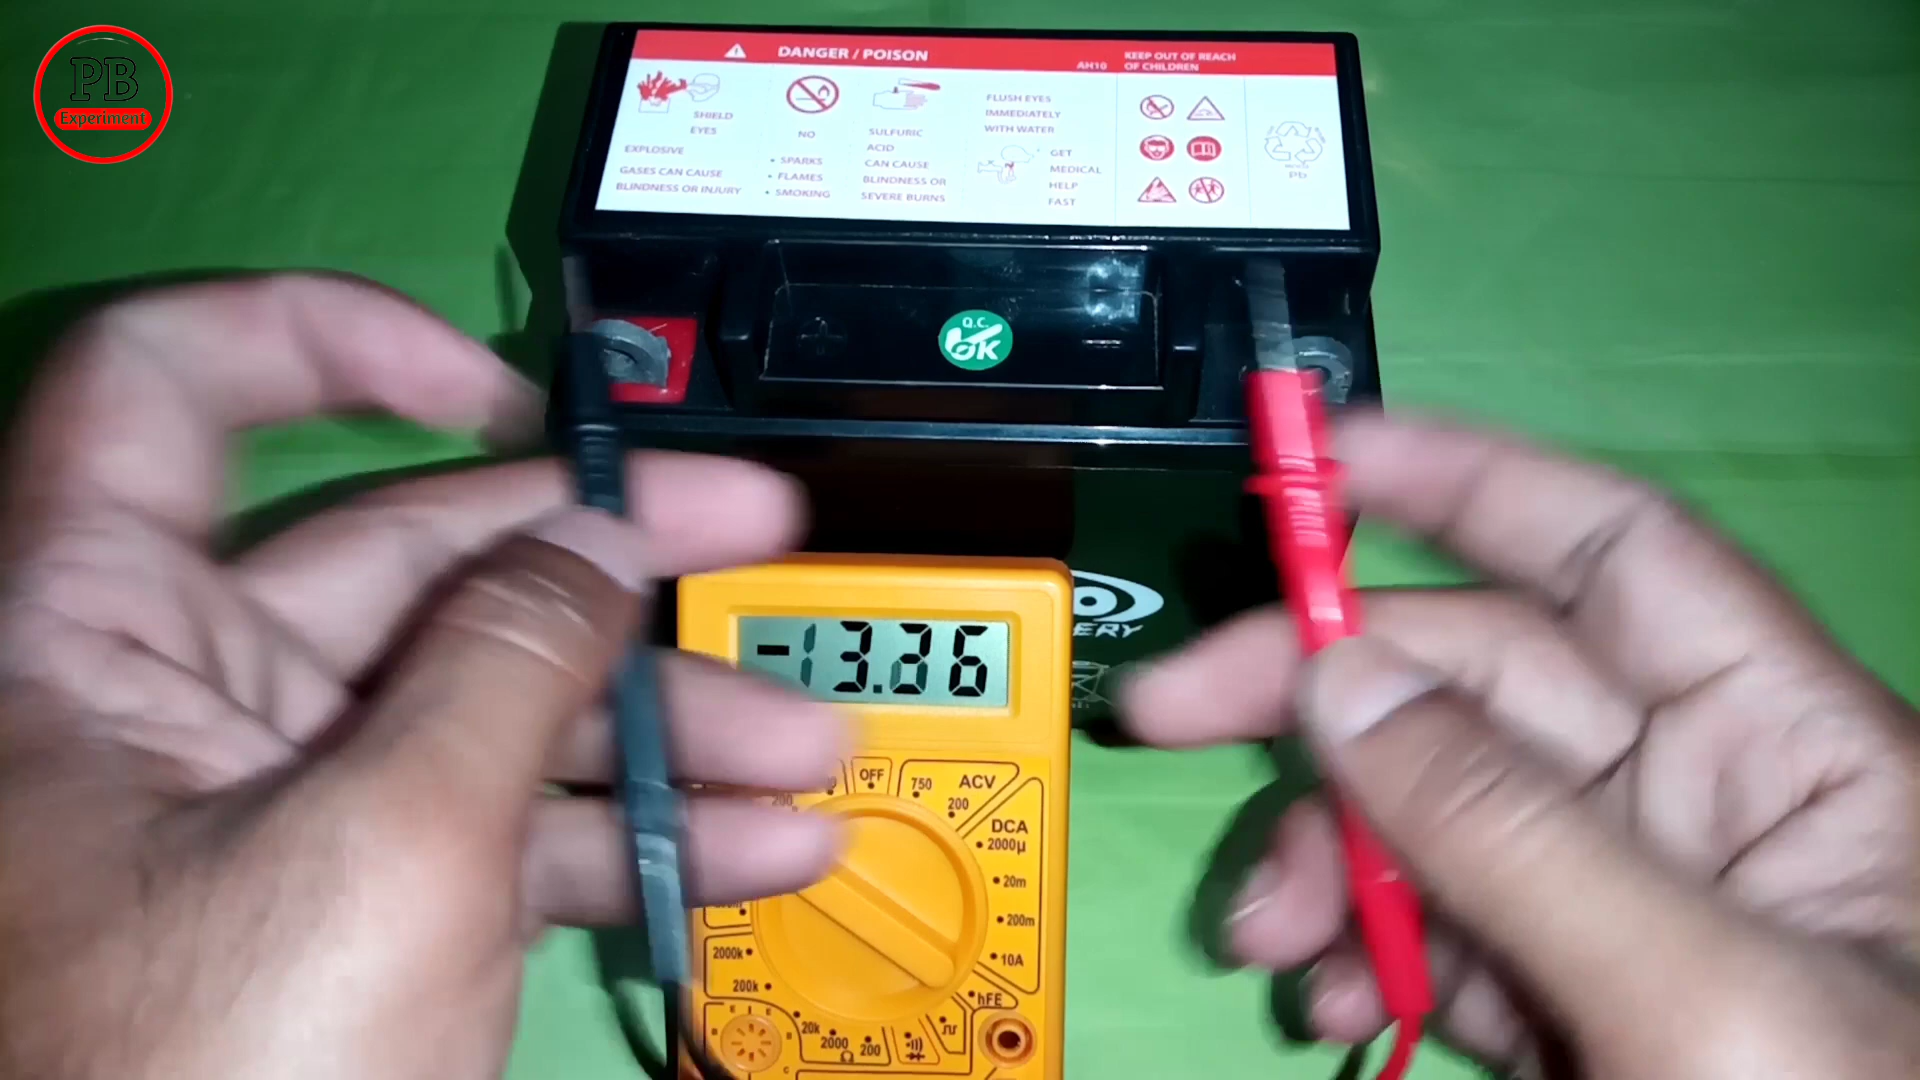 PB
Experiment
DANGER / POISON
AH10
KEEP OUT OF REACH
OF CHILDREN
SHIELD
EYES
EXPLOSIVE
GASES CAN CAUSE
BLINDNESS OR INJURY
NO
• SPARKS
• FLAMES
• SMOKING
SULFURIC
ACID
CAN CAUSE
BLINDNESS OR
SEVERE BURNS
FLUSH EYES
IMMEDIATELY
WITH WATER
GET
MEDICAL
HELP
FAST
Pb
Q.C.
OK
ERY
OFF
750
ACV
200
200
DCA
2000µ
20m
200m
10A
hFE
2000k
200k
20k
2000
Ω
200